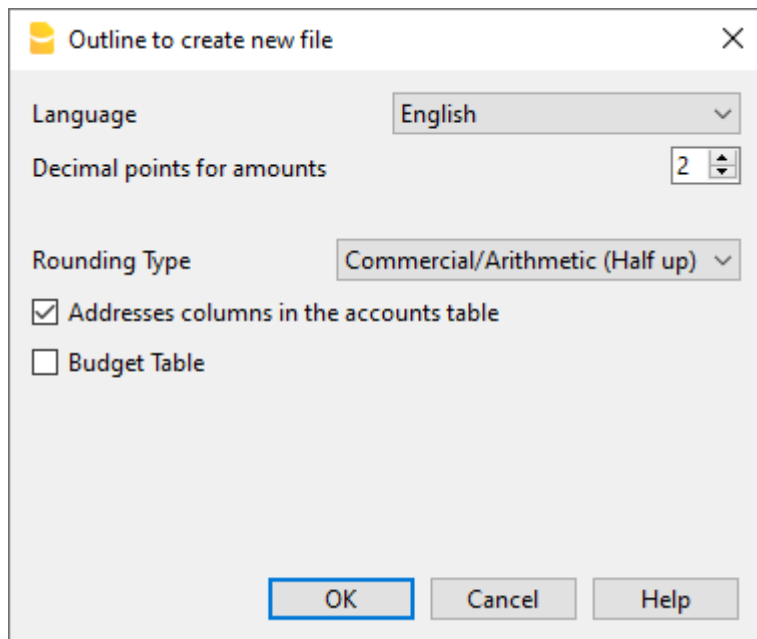 Outline to create new file
Language English
Decimal points for amounts 2
Rounding Type Commercial/Arithmetic (Half up)
Addresses columns in the accounts table
Budget Table
OK Cancel Help